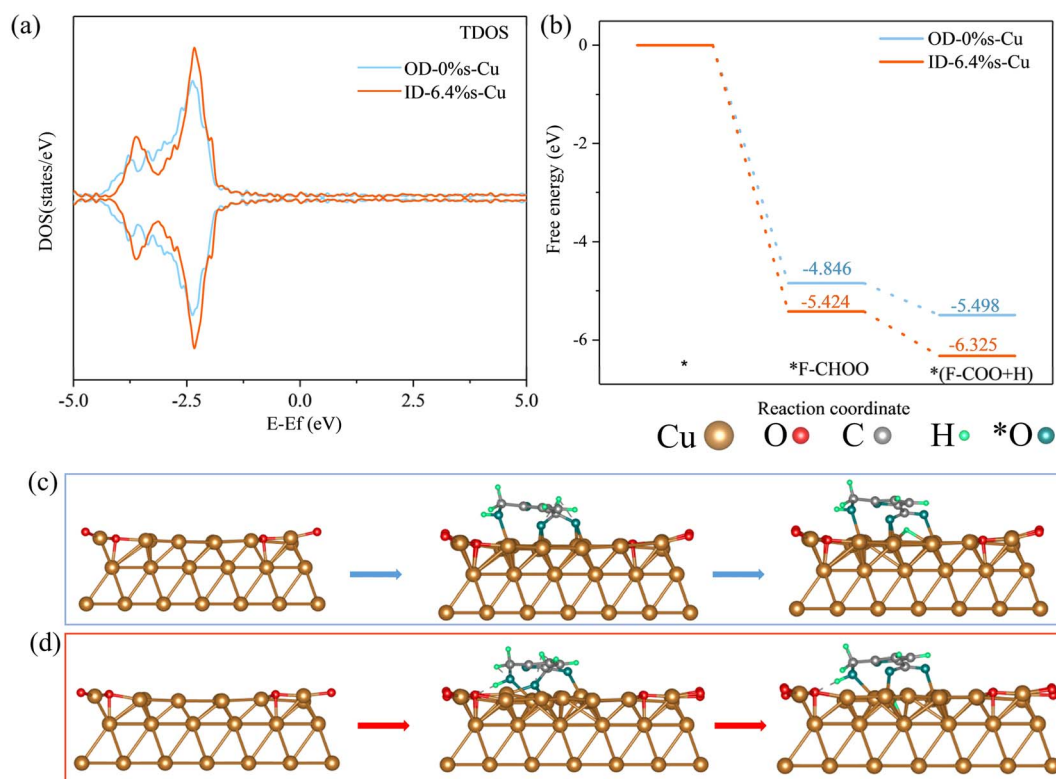 (a)
TDOS
OD-0%s-Cu
ID-6.4%s-Cu
DOS(states/eV)
-5.0
-2.5
0.0
2.5
5.0
E-Ef (eV)
(b)
OD-0%s-Cu
ID-6.4%s-Cu
Free energy (eV)
0
-2
-4
-6
-4.846
-5.424
-5.498
-6.325
*
*F-CHOO
*(F-COO+H)
Reaction coordinate
Cu O C H *O
(c)
(d)